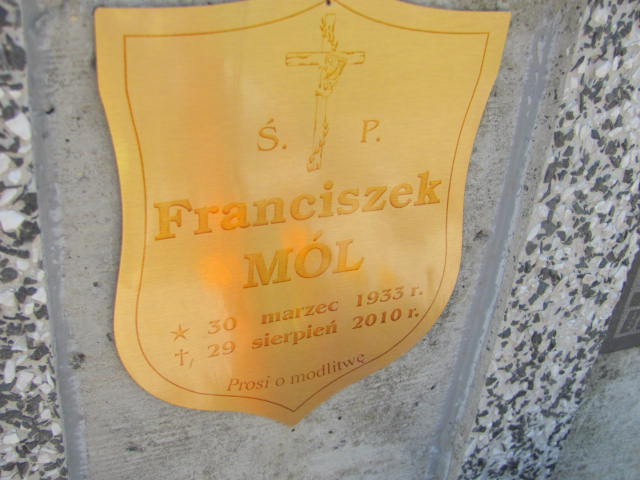 Ś. P.
Franciszek
MÓL
* 30 marzec 1933 r.
†, 29 sierpień 2010 r.
Prosi o modlitwę